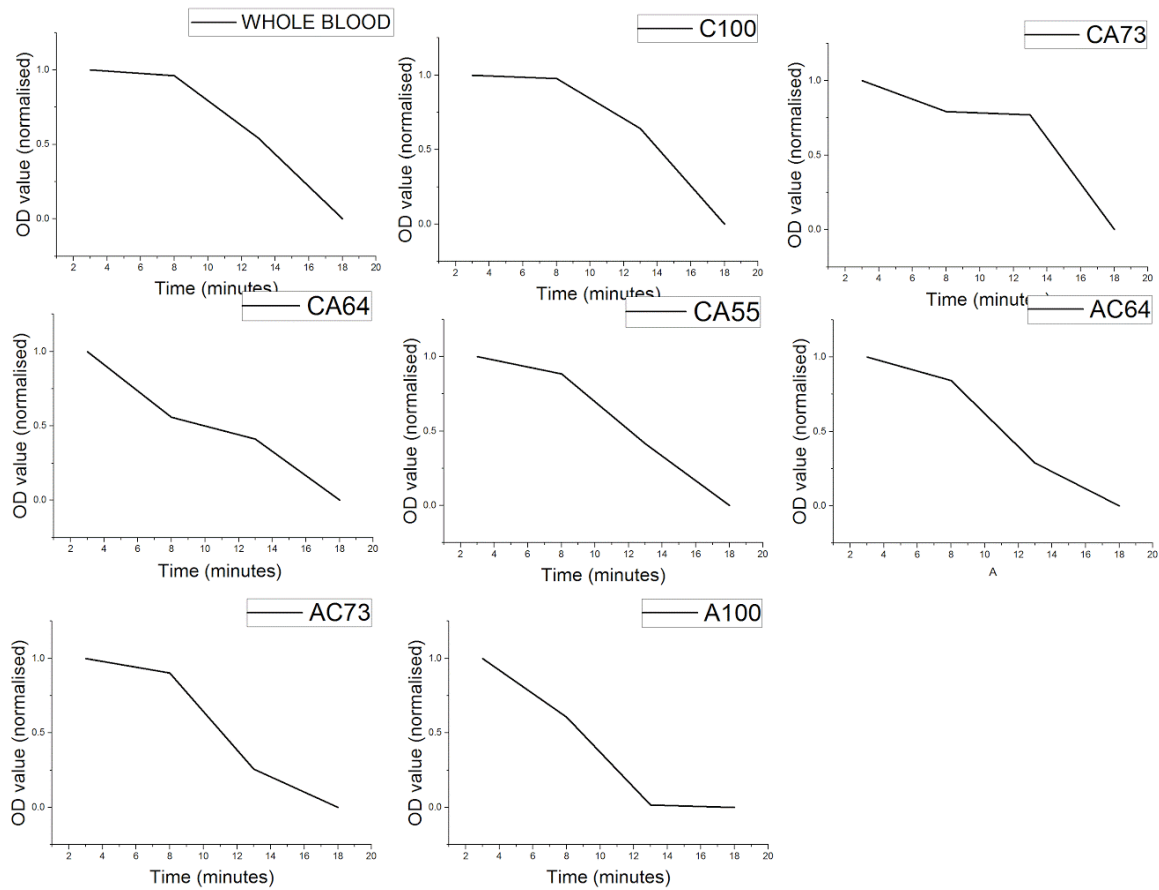 WHOLE BLOOD
OD value (normalised)
1.0
0.5
0.0
2 4 6 8 10 12 14 16 18 20
Time (minutes)
C100
OD value (normalised)
1.0
0.5
0.0
2 4 6 8 10 12 14 16 18 20
Time (minutes)
CA73
OD value (normalised)
1.0
0.5
0.0
2 4 6 8 10 12 14 16 18 20
Time (minutes)
CA64
OD value (normalised)
1.0
0.5
0.0
2 4 6 8 10 12 14 16 18 20
Time (minutes)
CA55
OD value (normalised)
1.0
0.5
0.0
2 4 6 8 10 12 14 16 18 20
Time (minutes)
AC64
OD value (normalised)
1.0
0.5
0.0
2 4 6 8 10 12 14 16 18 20
A
AC73
OD value (normalised)
1.0
0.5
0.0
2 4 6 8 10 12 14 16 18 20
Time (minutes)
A100
OD value (normalised)
1.0
0.5
0.0
2 4 6 8 10 12 14 16 18 20
Time (minutes)